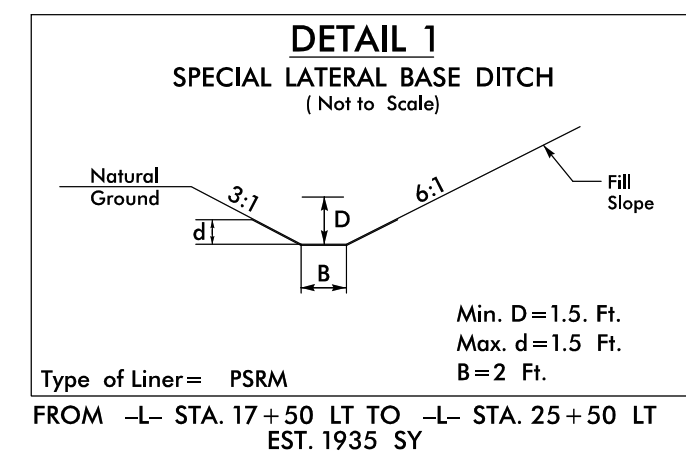 DETAIL 1
SPECIAL LATERAL BASE DITCH
( Not to Scale)
Natural
Ground
3:1
6:1
Fill
Slope
D
d
B
Min. D=1.5. Ft.
Max. d=1.5 Ft.
B=2 Ft.
Type of Liner= PSRM
FROM -L- STA. 17+50 LT TO -L- STA. 25+50 LT
EST. 1935 SY